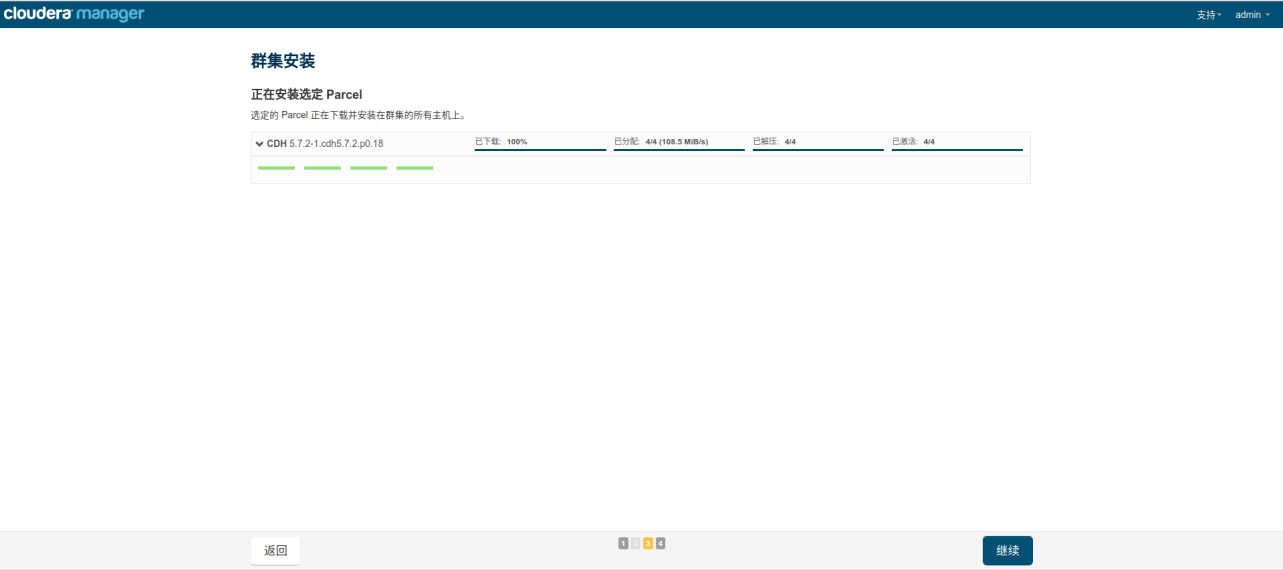 cloudera manager
支持 admin
群集安装
正在安装选定 Parcel
选定的 Parcel 正在下载并安装在群集的所有主机上。
CDH 5.7.2-1.cdh5.7.2.p0.18 已下载: 100% 已分配: 4/4 (108.5 MiB/s) 已解压: 4/4 已激活: 4/4
返回 1 2 3 4 继续